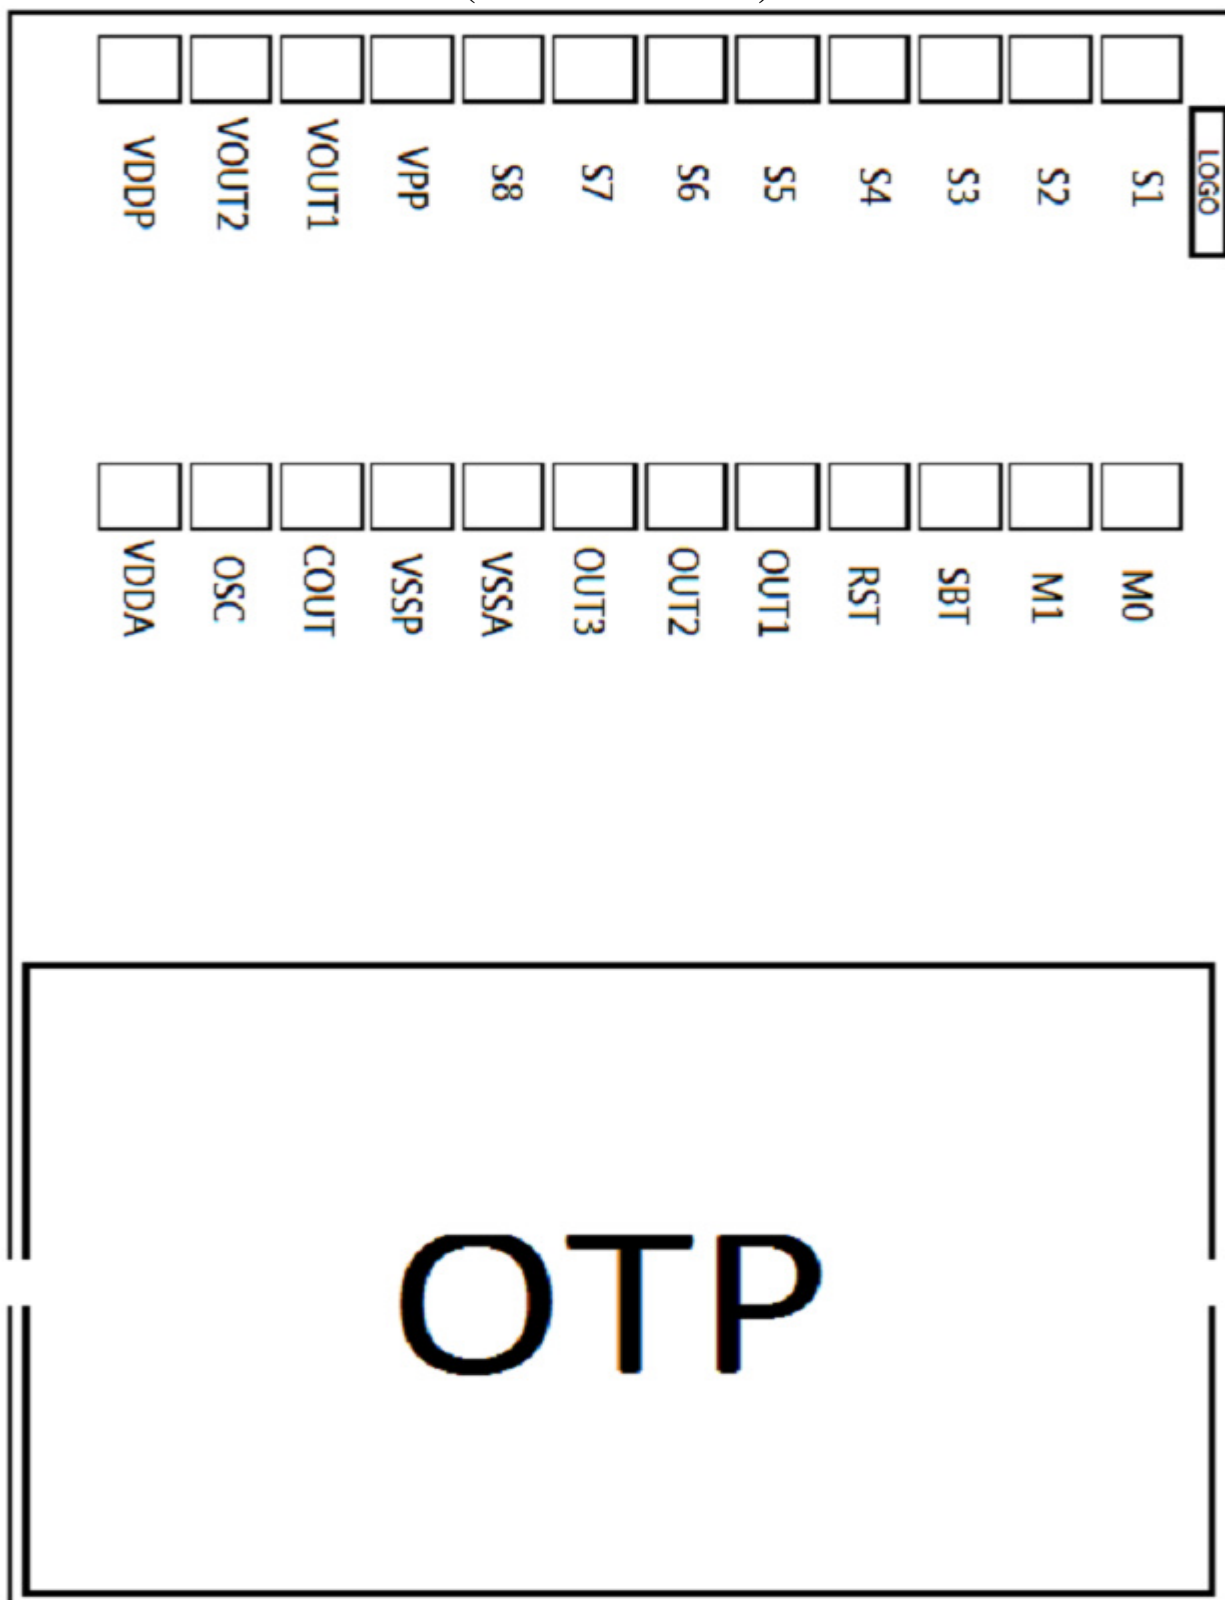 VDDP VOUT2 VOUT1 VPP S8 S7 S6 S5 S4 S3 S2 S1 LOGO
VDDA OSC COUT VSSP VSSA OUT3 OUT2 OUT1 RST SBT M1 M0
OTP